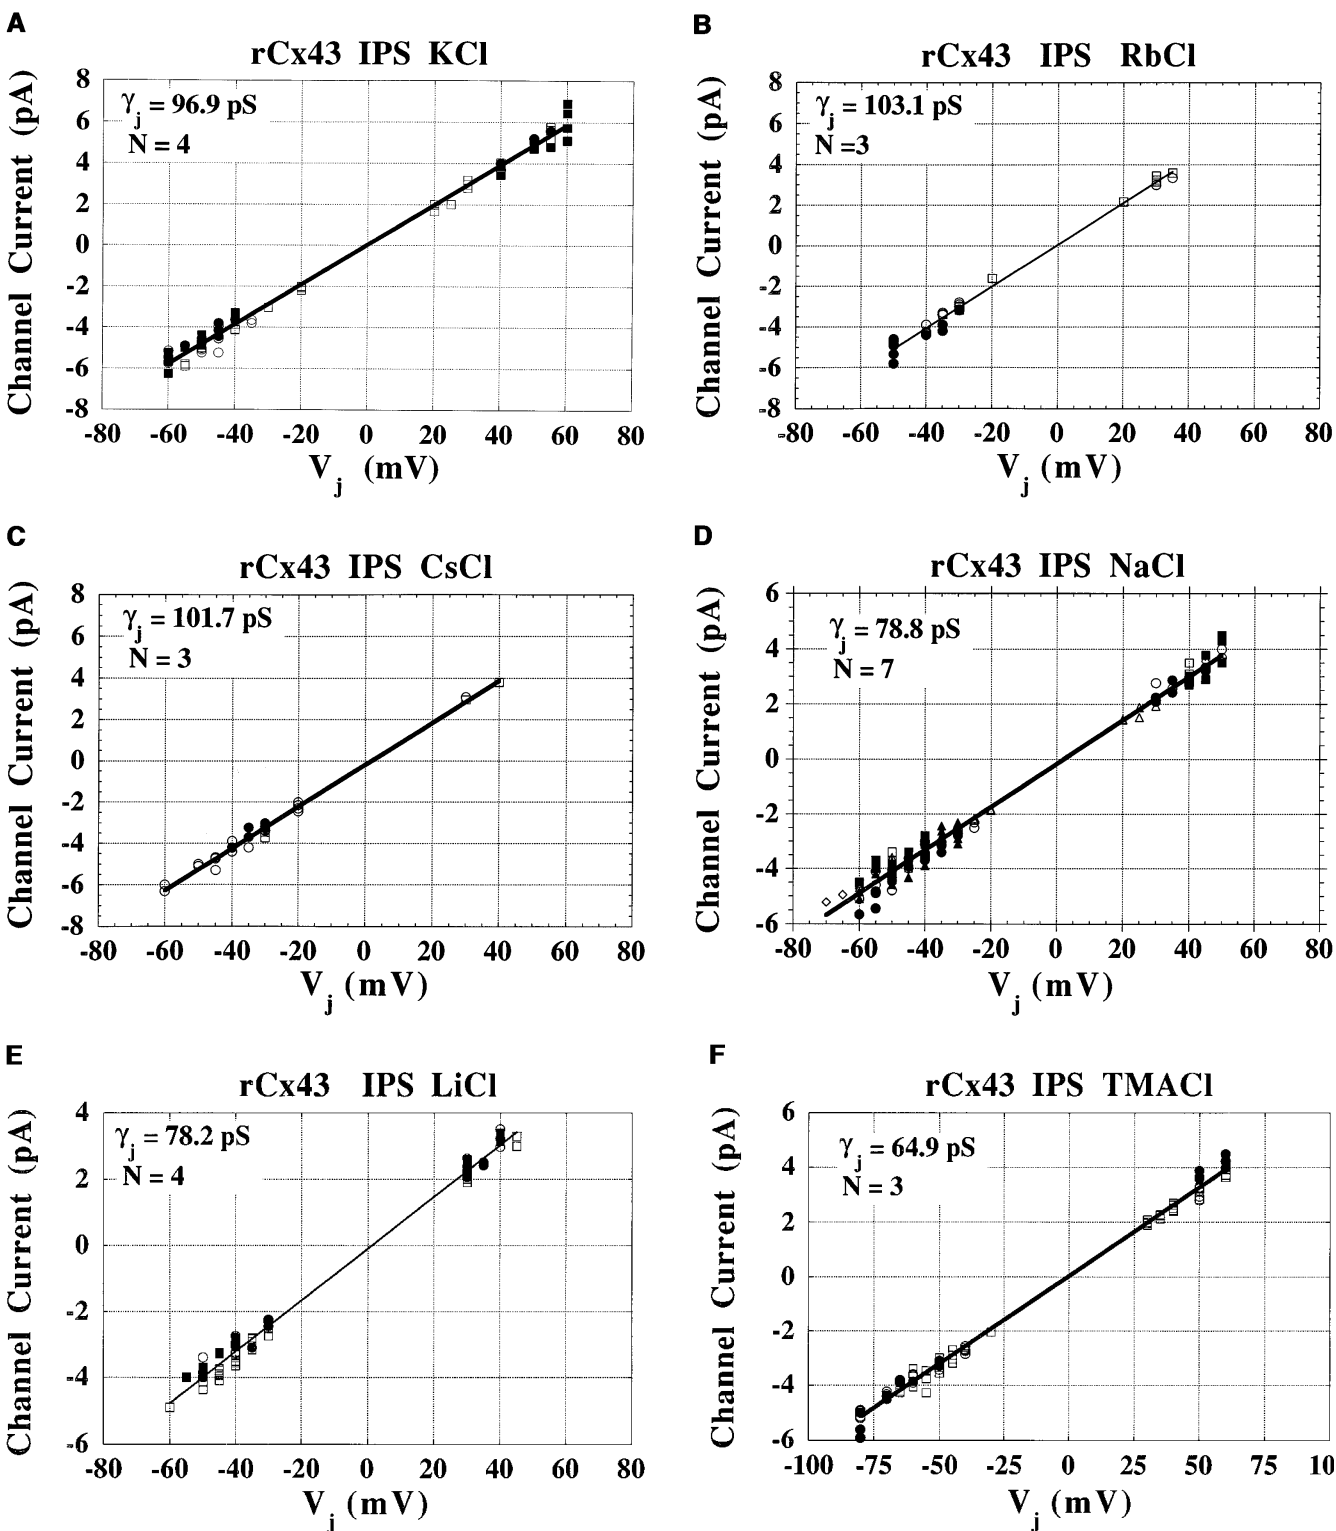 A
rCx43 IPS KCl
Channel Current (pA)
γj = 96.9 pS
N = 4
8
6
4
2
0
-2
-4
-6
-8
-80 -60 -40 -20 0 20 40 60 80
Vj (mV)
B
rCx43 IPS RbCl
Channel Current (pA)
γj = 103.1 pS
N =3
8
6
4
2
0
-2
-4
-6
-8
-80 -60 -40 -20 0 20 40 60 80
Vj (mV)
C
rCx43 IPS CsCl
Channel Current (pA)
γj = 101.7 pS
N = 3
8
6
4
2
0
-2
-4
-6
-8
-80 -60 -40 -20 0 20 40 60 80
Vj (mV)
D
rCx43 IPS NaCl
Channel Current (pA)
γj = 78.8 pS
N = 7
6
4
2
0
-2
-4
-6
-80 -60 -40 -20 0 20 40 60 80
Vj (mV)
E
rCx43 IPS LiCl
Channel Current (pA)
γj = 78.2 pS
N = 4
4
2
0
-2
-4
-6
-80 -60 -40 -20 0 20 40 60 80
Vj (mV)
F
rCx43 IPS TMACl
Channel Current (pA)
γj = 64.9 pS
N = 3
6
4
2
0
-2
-4
-6
-100 -75 -50 -25 0 25 50 75 10
Vj (mV)